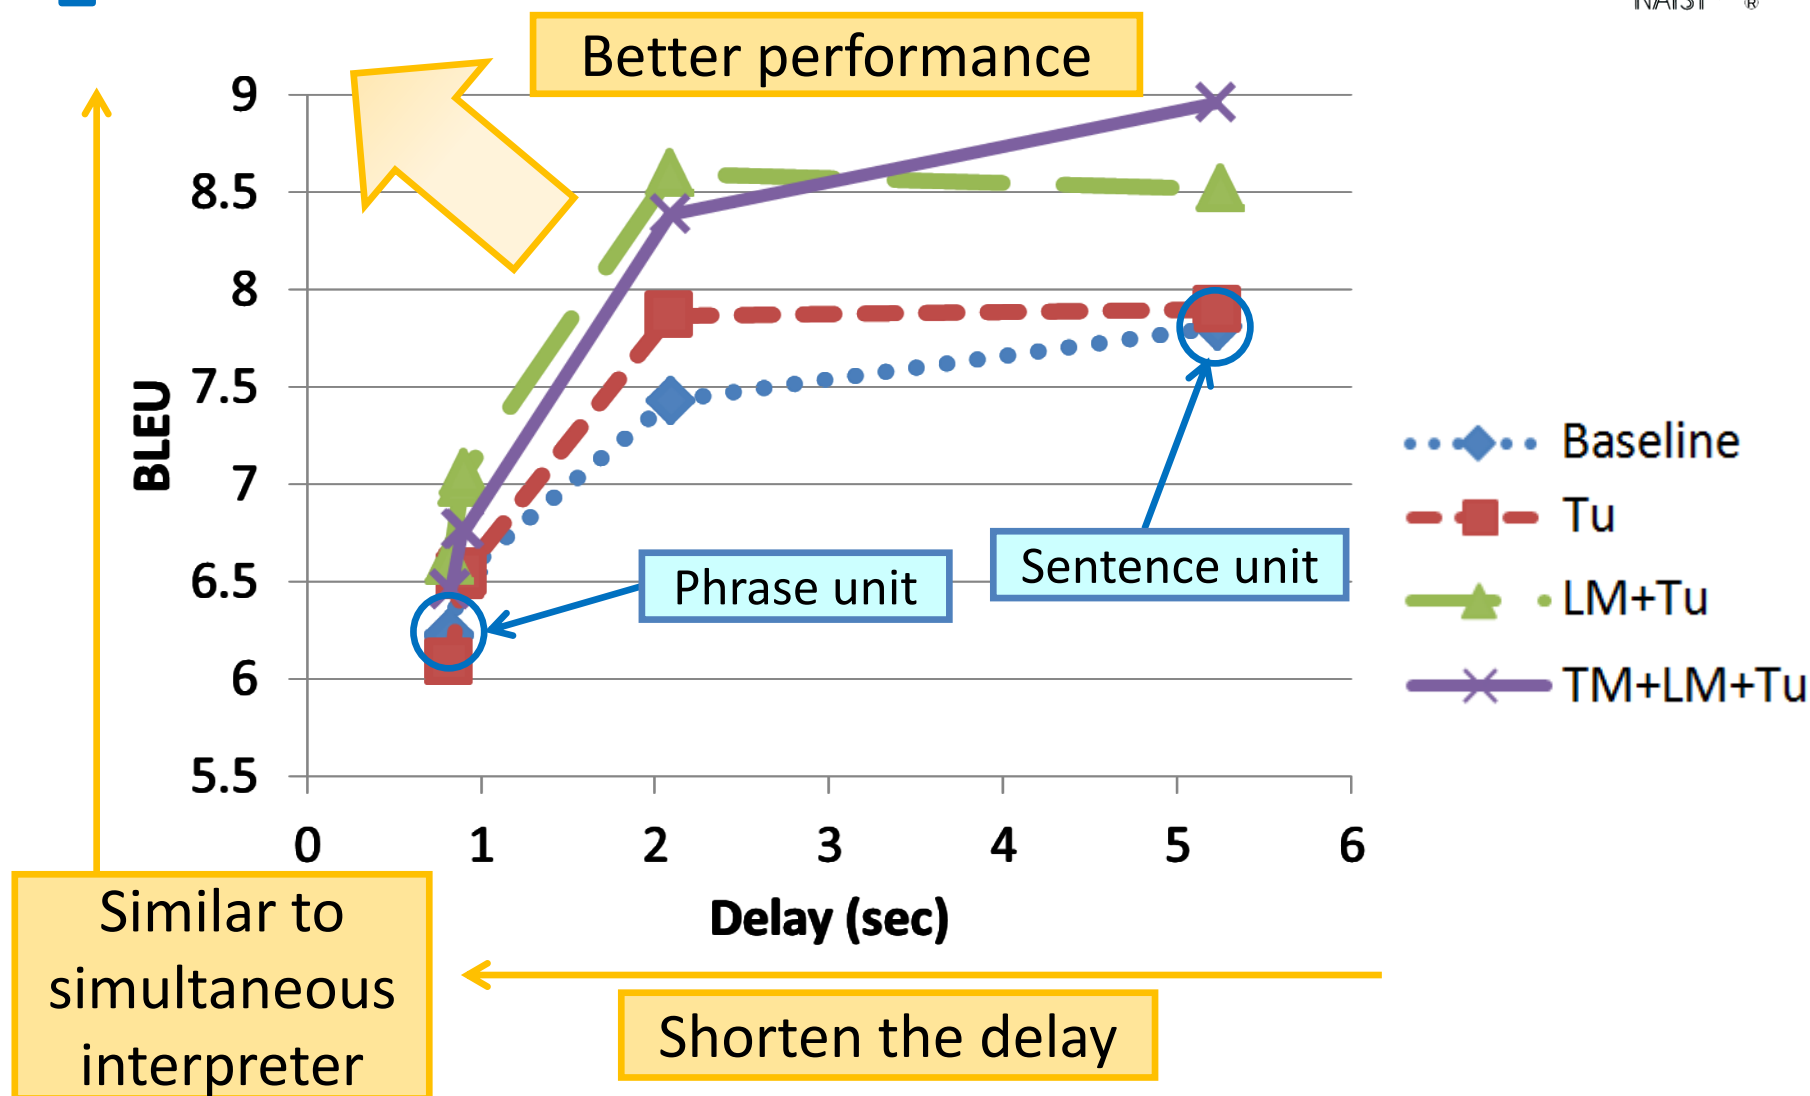 NAIST ®
Better performance
9
8.5
8
7.5
7
6.5
6
5.5
BLEU
0 1 2 3 4 5 6
Delay (sec)
Phrase unit
Sentence unit
Baseline
Tu
LM+Tu
TM+LM+Tu
Similar to
simultaneous
interpreter
Shorten the delay